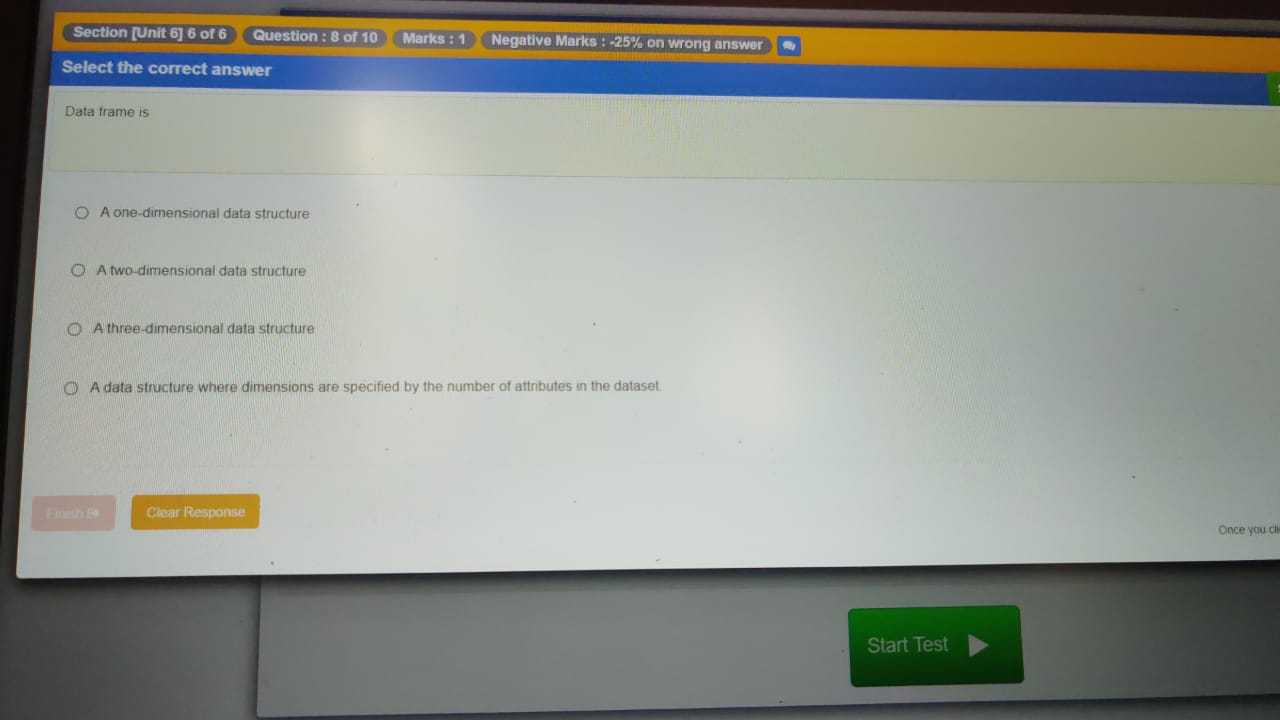 Section [Unit 6] 6 of 6 Question : 8 of 10 Marks : 1 Negative Marks : -25% on wrong answer
Select the correct answer
Data frame is
A one-dimensional data structure
A two-dimensional data structure
A three-dimensional data structure
A data structure where dimensions are specified by the number of attributes in the dataset.
Finish Clear Response
Once you
Start Test